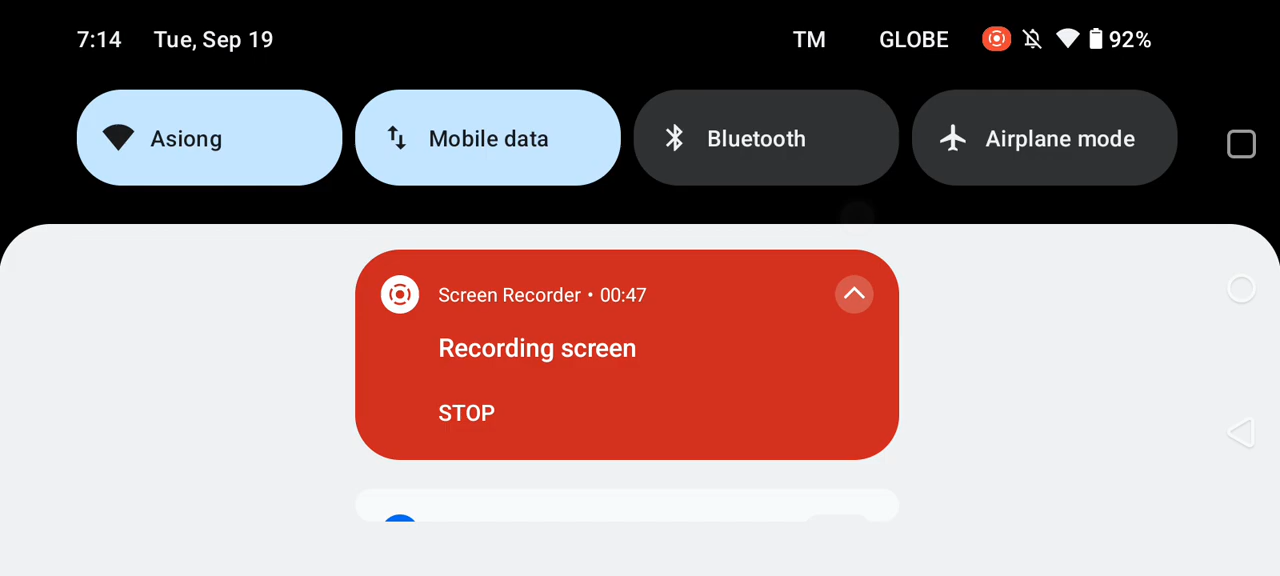 7:14 Tue, Sep 19 TM GLOBE 92%
Asiong Mobile data Bluetooth Airplane mode
Screen Recorder • 00:47
Recording screen
STOP